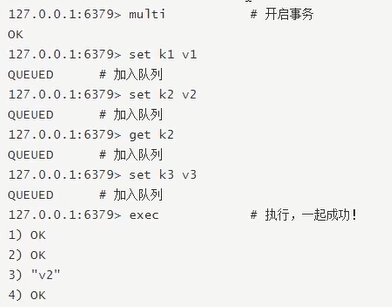 127.0.0.1:6379> multi # 开启事务
OK
127.0.0.1:6379> set k1 v1
QUEUED # 加入队列
127.0.0.1:6379> set k2 v2
QUEUED # 加入队列
127.0.0.1:6379> get k2
QUEUED # 加入队列
127.0.0.1:6379> set k3 v3
QUEUED # 加入队列
127.0.0.1:6379> exec # 执行，一起成功!
1) OK
2) OK
3) "v2"
4) OK